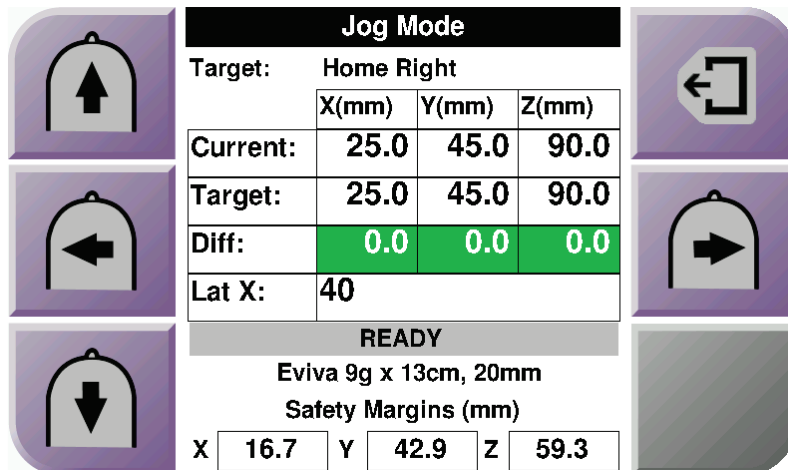 Jog Mode
Target: Home Right
X(mm) Y(mm) Z(mm)
Current: 25.0 45.0 90.0
Target: 25.0 45.0 90.0
Diff: 0.0 0.0 0.0
Lat X: 40
READY
Eviva 9g x 13cm, 20mm
Safety Margins (mm)
X 16.7 Y 42.9 Z 59.3